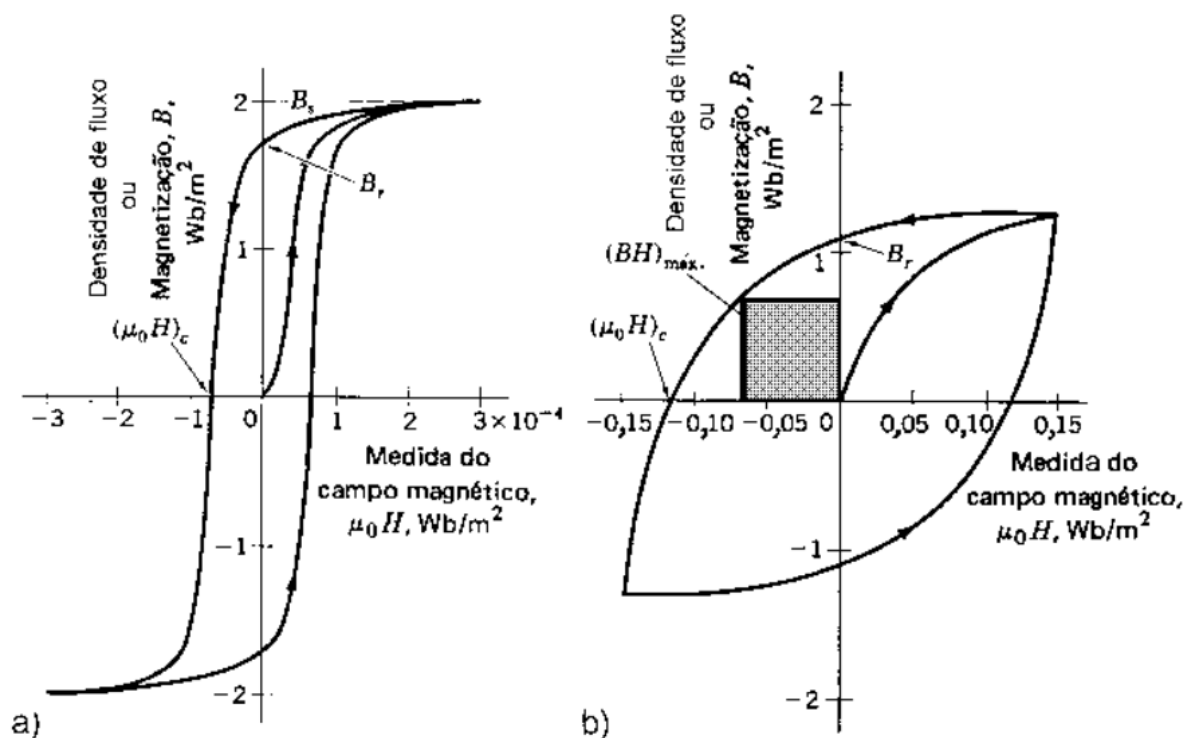 Densidade de fluxo
ou
Magnetização, B,
Wb/m²
2
B_s
B_r
1
(μ₀H)_c
−3
−2
0
1
2
3×10⁻⁴
Medida do
campo magnético,
μ₀H, Wb/m²
−1
−2
a)
Densidade de fluxo
ou
Magnetização, B,
Wb/m²
2
(BH)máx.
1
B_r
(μ₀H)_c
−0,15
−0,10
−0,05
0
0,05
0,10
0,15
Medida do
campo magnético,
μ₀H, Wb/m²
−1
−2
b)